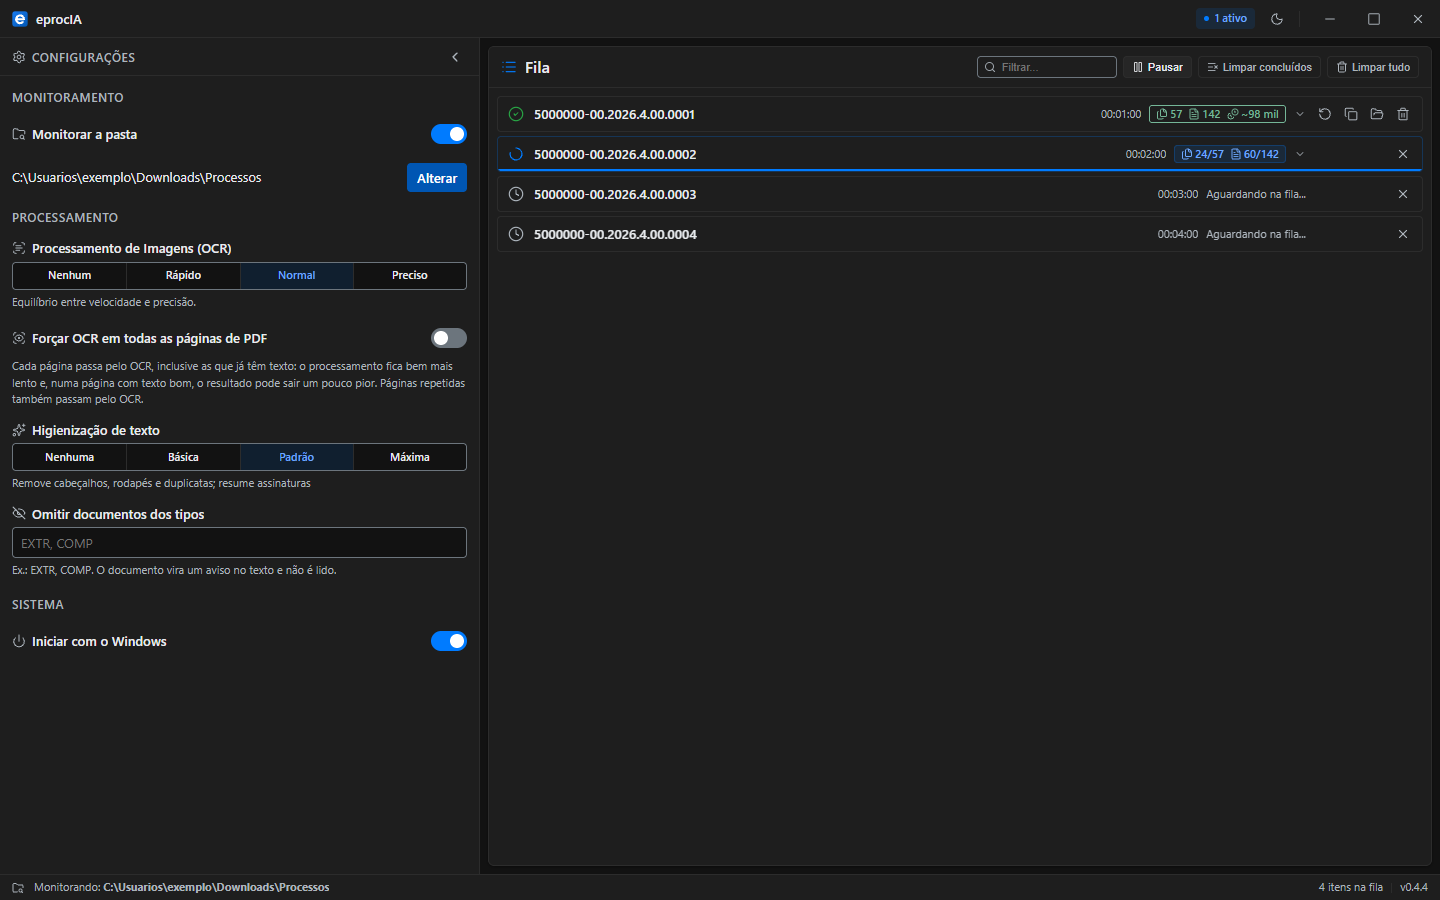 eprocIA
1 ativo
CONFIGURAÇÕES
MONITORAMENTO
Monitorar a pasta
C:\Usuarios\exemplo\Downloads\Processos
Alterar
PROCESSAMENTO
Processamento de Imagens (OCR)
Nenhum Rápido Normal Preciso
Equilíbrio entre velocidade e precisão.
Forçar OCR em todas as páginas de PDF
Cada página passa pelo OCR, inclusive as que já têm texto: o processamento fica bem mais
lento e, numa página com texto bom, o resultado pode sair um pouco pior. Páginas repetidas
também passam pelo OCR.
Higienização de texto
Nenhuma Básica Padrão Máxima
Remove cabeçalhos, rodapés e duplicatas; resume assinaturas
Omitir documentos dos tipos
EXTR, COMP
Ex.: EXTR, COMP. O documento vira um aviso no texto e não é lido.
SISTEMA
Iniciar com o Windows
Fila
Filtrar...
Pausar
Limpar concluídos
Limpar tudo
5000000-00.2026.4.00.0001 00:01:00 57 142 ~98 mil
5000000-00.2026.4.00.0002 00:02:00 24/57 60/142
5000000-00.2026.4.00.0003 00:03:00 Aguardando na fila...
5000000-00.2026.4.00.0004 00:04:00 Aguardando na fila...
Monitorando: C:\Usuarios\exemplo\Downloads\Processos
4 itens na fila
v0.4.4